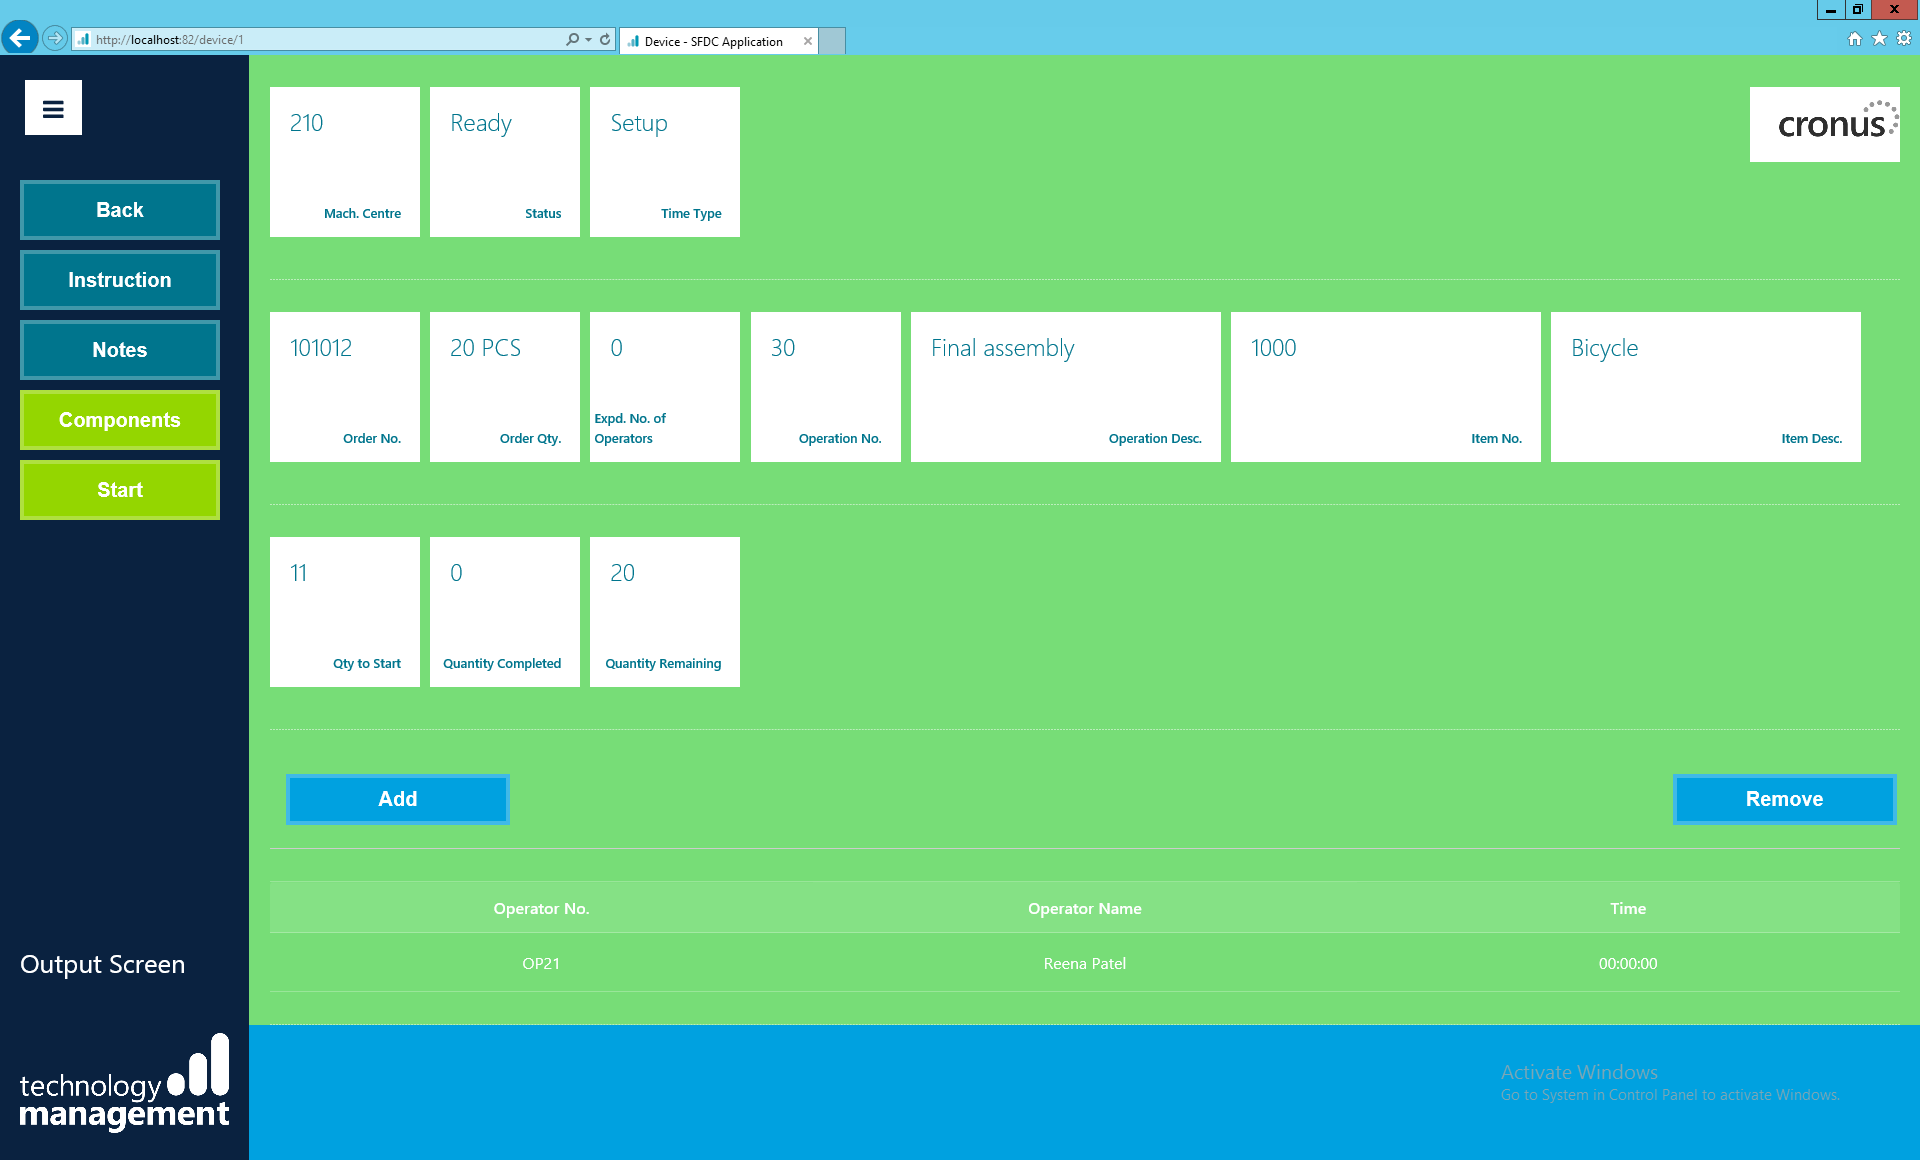 http://localhost:82/device/1
Device - SFDC Application
210
Mach. Centre
Ready
Status
Setup
Time Type
cronus
Back
Instruction
Notes
Components
Start
101012
Order No.
20 PCS
Order Qty.
0
Expd. No. of
Operators
30
Operation No.
Final assembly
Operation Desc.
1000
Item No.
Bicycle
Item Desc.
11
Qty to Start
0
Quantity Completed
20
Quantity Remaining
Add
Remove
Operator No. Operator Name Time
OP21 Reena Patel 00:00:00
Output Screen
technology
management
Activate Windows
Go to System in Control Panel to activate Windows.